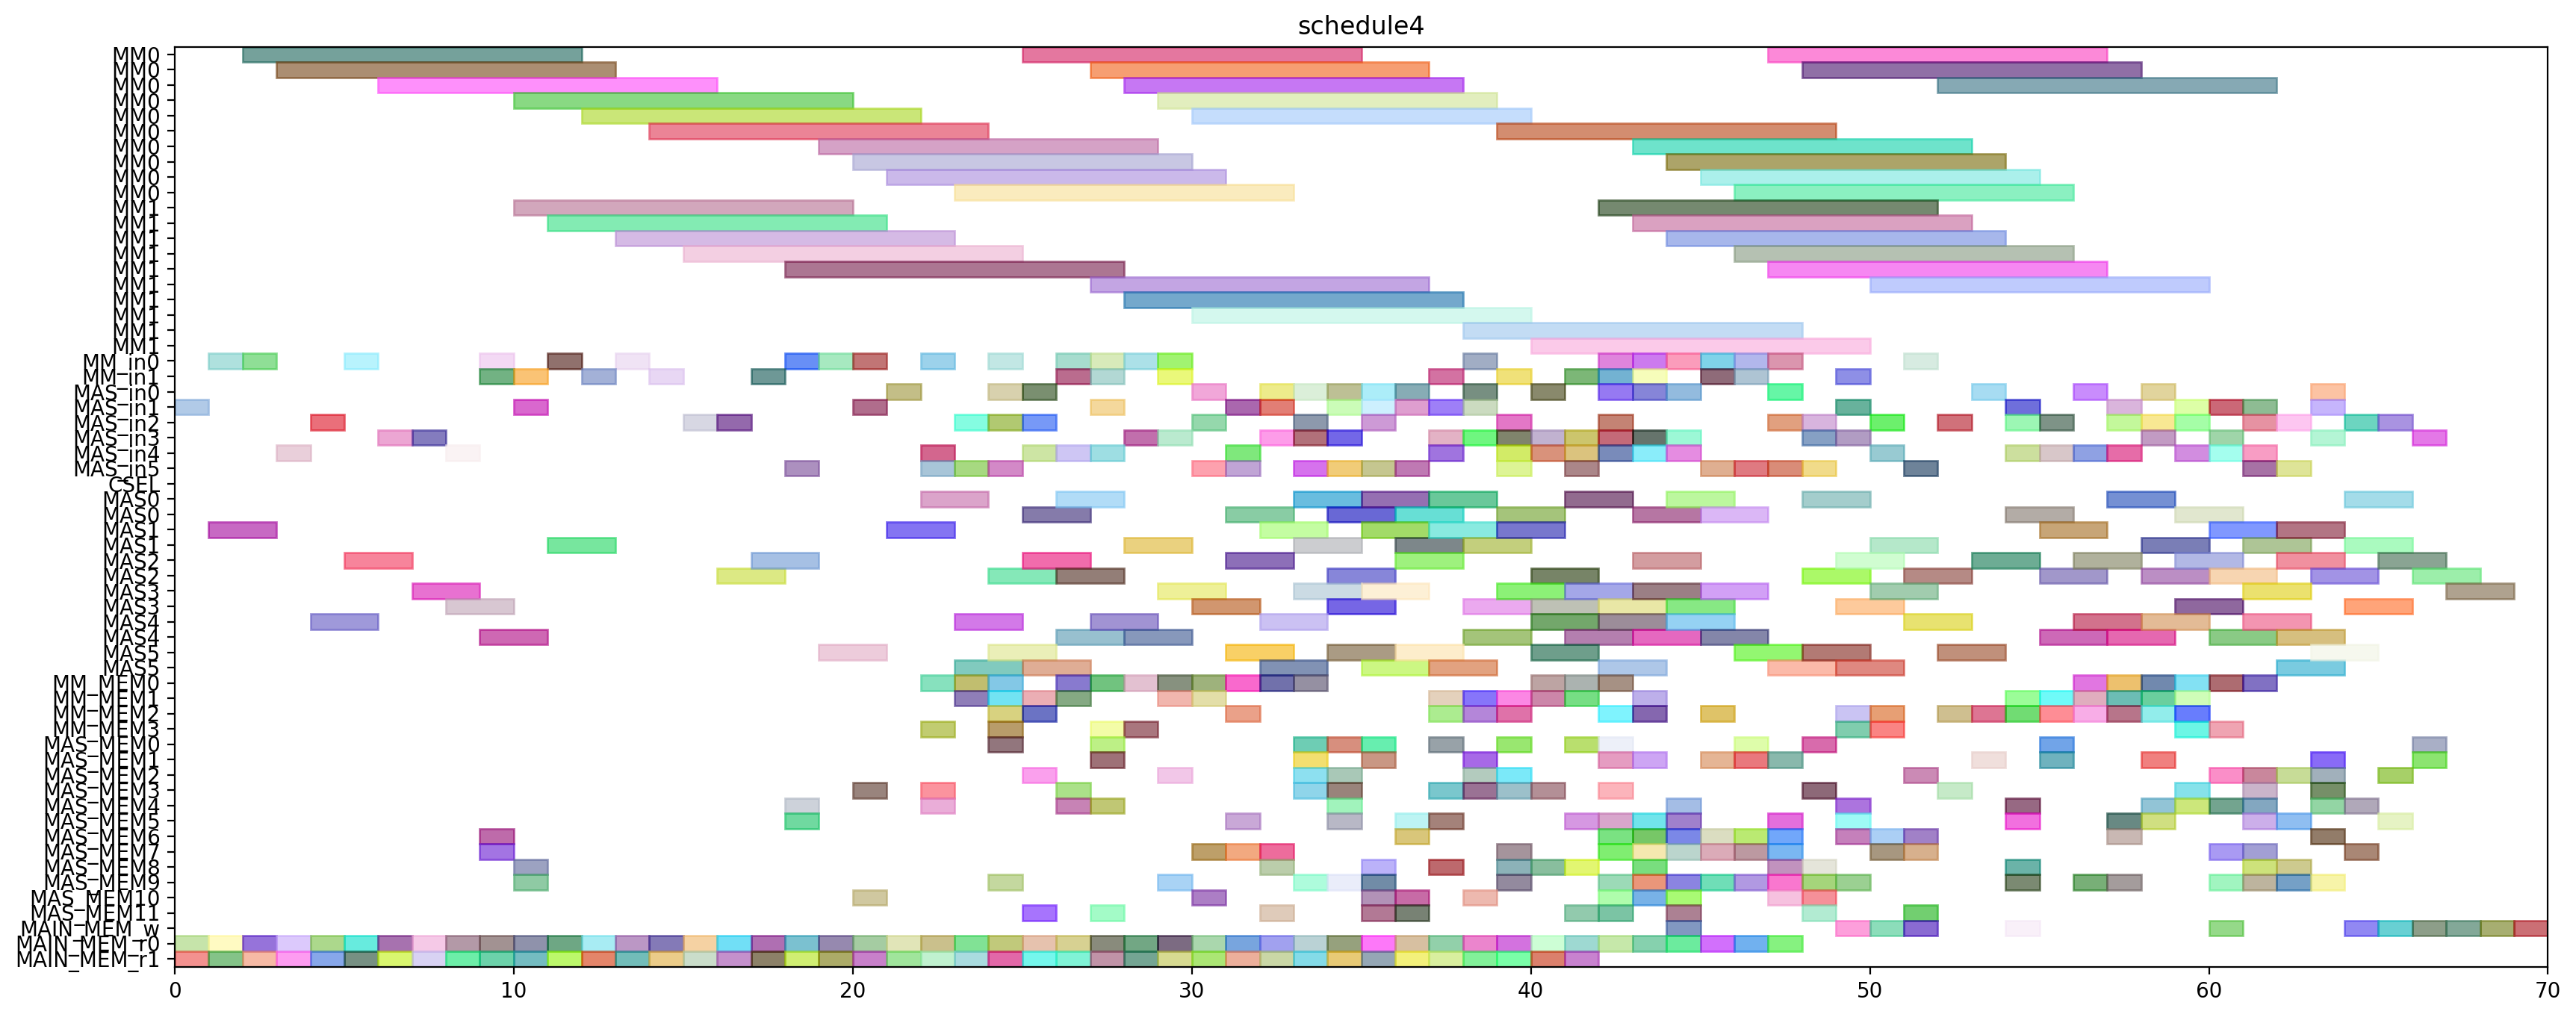 schedule4
MM0
MM0
MM0
MM0
MM0
MM0
MM0
MM0
MM0
MM0
MM1
MM1
MM1
MM1
MM1
MM1
MM1
MM1
MM1
MM1
MM_in0
MM_in1
MAS_in0
MAS_in1
MAS_in2
MAS_in3
MAS_in4
MAS_in5
CSEL
MAS0
MAS0
MAS1
MAS1
MAS2
MAS2
MAS3
MAS3
MAS4
MAS4
MAS5
MAS5
MM_MEM0
MM_MEM1
MM_MEM2
MM_MEM3
MAS_MEM0
MAS_MEM1
MAS_MEM2
MAS_MEM3
MAS_MEM4
MAS_MEM5
MAS_MEM6
MAS_MEM7
MAS_MEM8
MAS_MEM9
MAS_MEM10
MAS_MEM11
MAIN_MEM_w
MAIN_MEM_r0
MAIN_MEM_r1
0 10 20 30 40 50 60 70